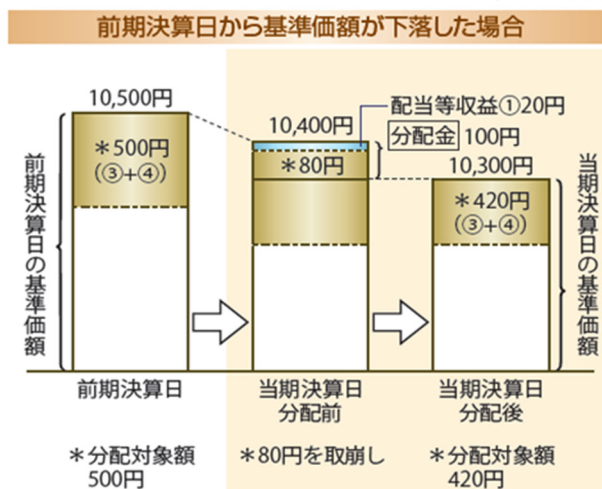 前期決算日から基準価額が下落した場合
10,500円
＊500円
（③＋④）
前期決算日の基準価額
前期決算日
＊分配対象額
500円
10,400円
配当等収益①20円
分配金 100円
＊80円
当期決算日
分配前
＊80円を取崩し
10,300円
＊420円
（③＋④）
当期決算日の基準価額
当期決算日
分配後
＊分配対象額
420円